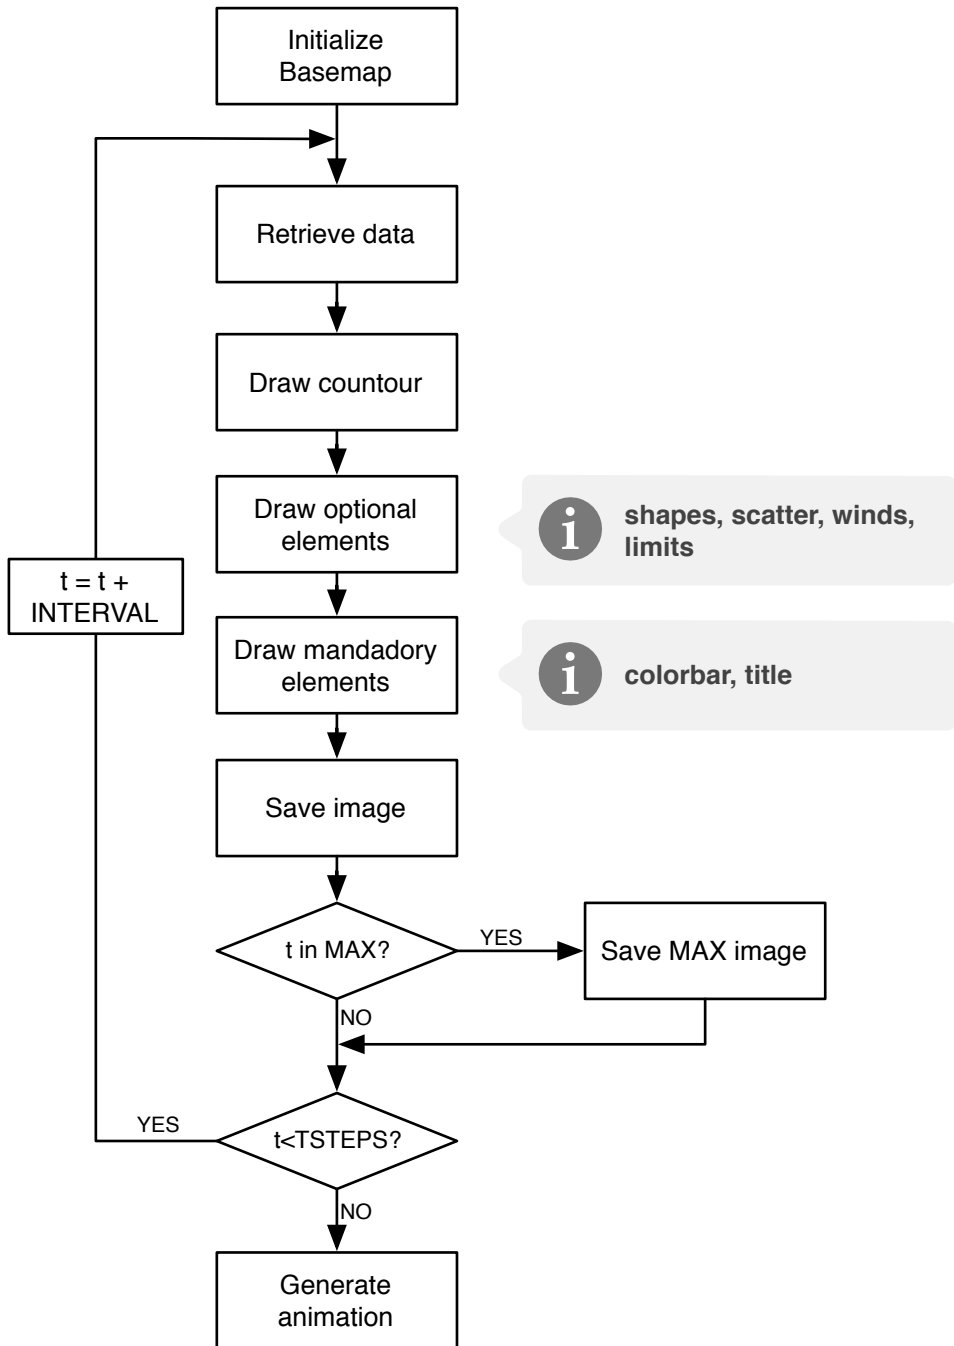 Initialize
Basemap
Retrieve data
Draw countour
Draw optional
elements
shapes, scatter, winds,
limits
t = t +
INTERVAL
Draw mandadory
elements
colorbar, title
Save image
t in MAX?
YES
Save MAX image
NO
YES
t<TSTEPS?
NO
Generate
animation